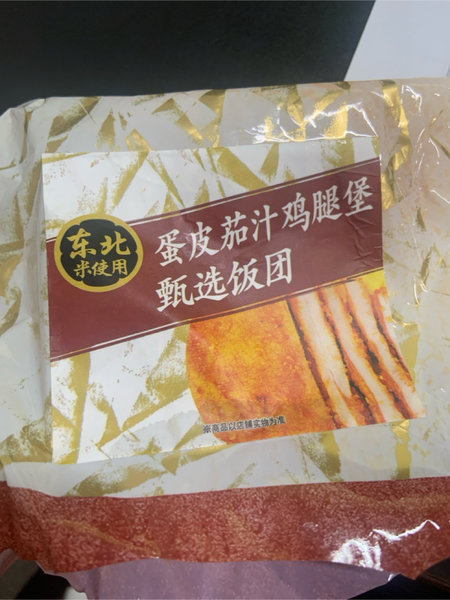 东北
米使用
蛋皮茄汁鸡腿堡
甄选饭团
※商品以店铺实物为准